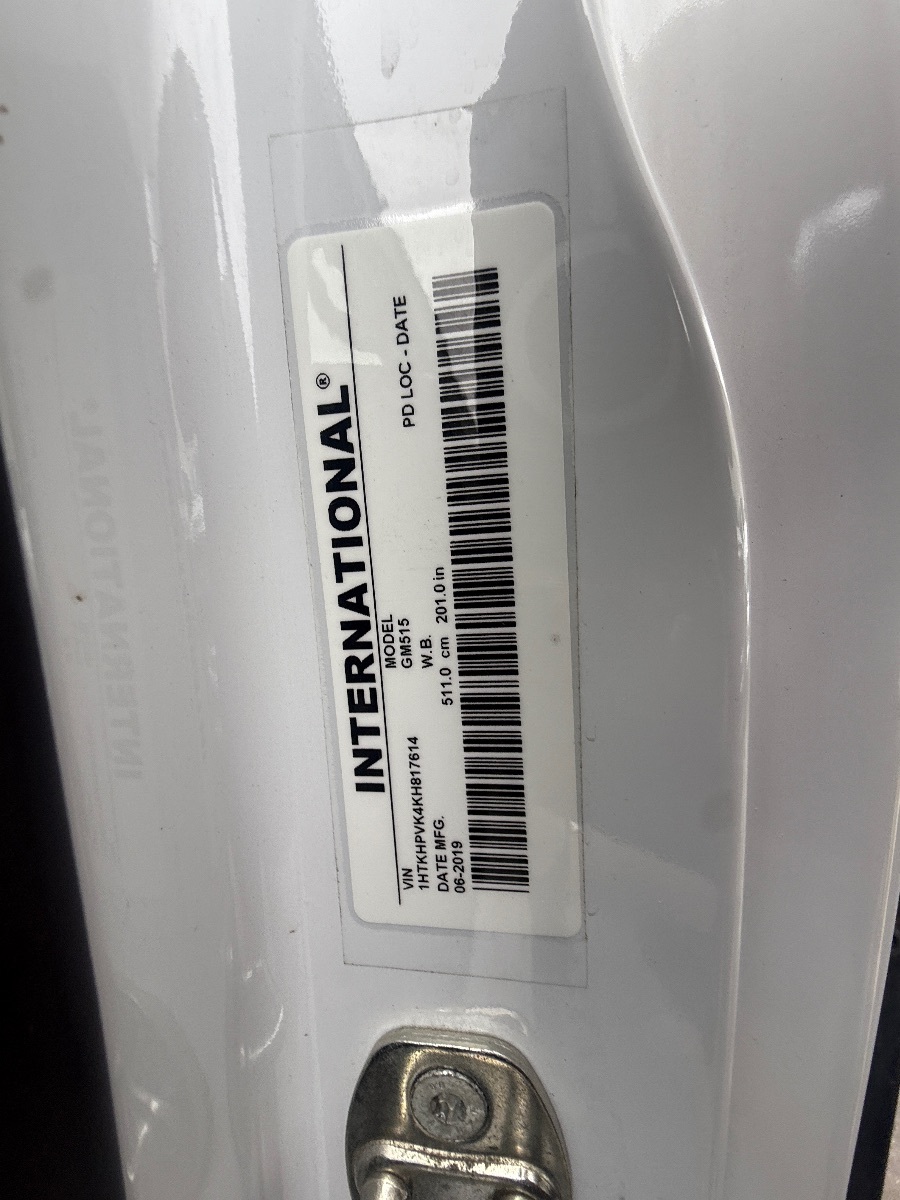 INTERNATIONAL®
MODEL
VIN GM515 PD LOC - DATE
1HTKHPVK4KH817614 W.B.
DATE MFG. 511.0 cm 201.0 in
06-2019